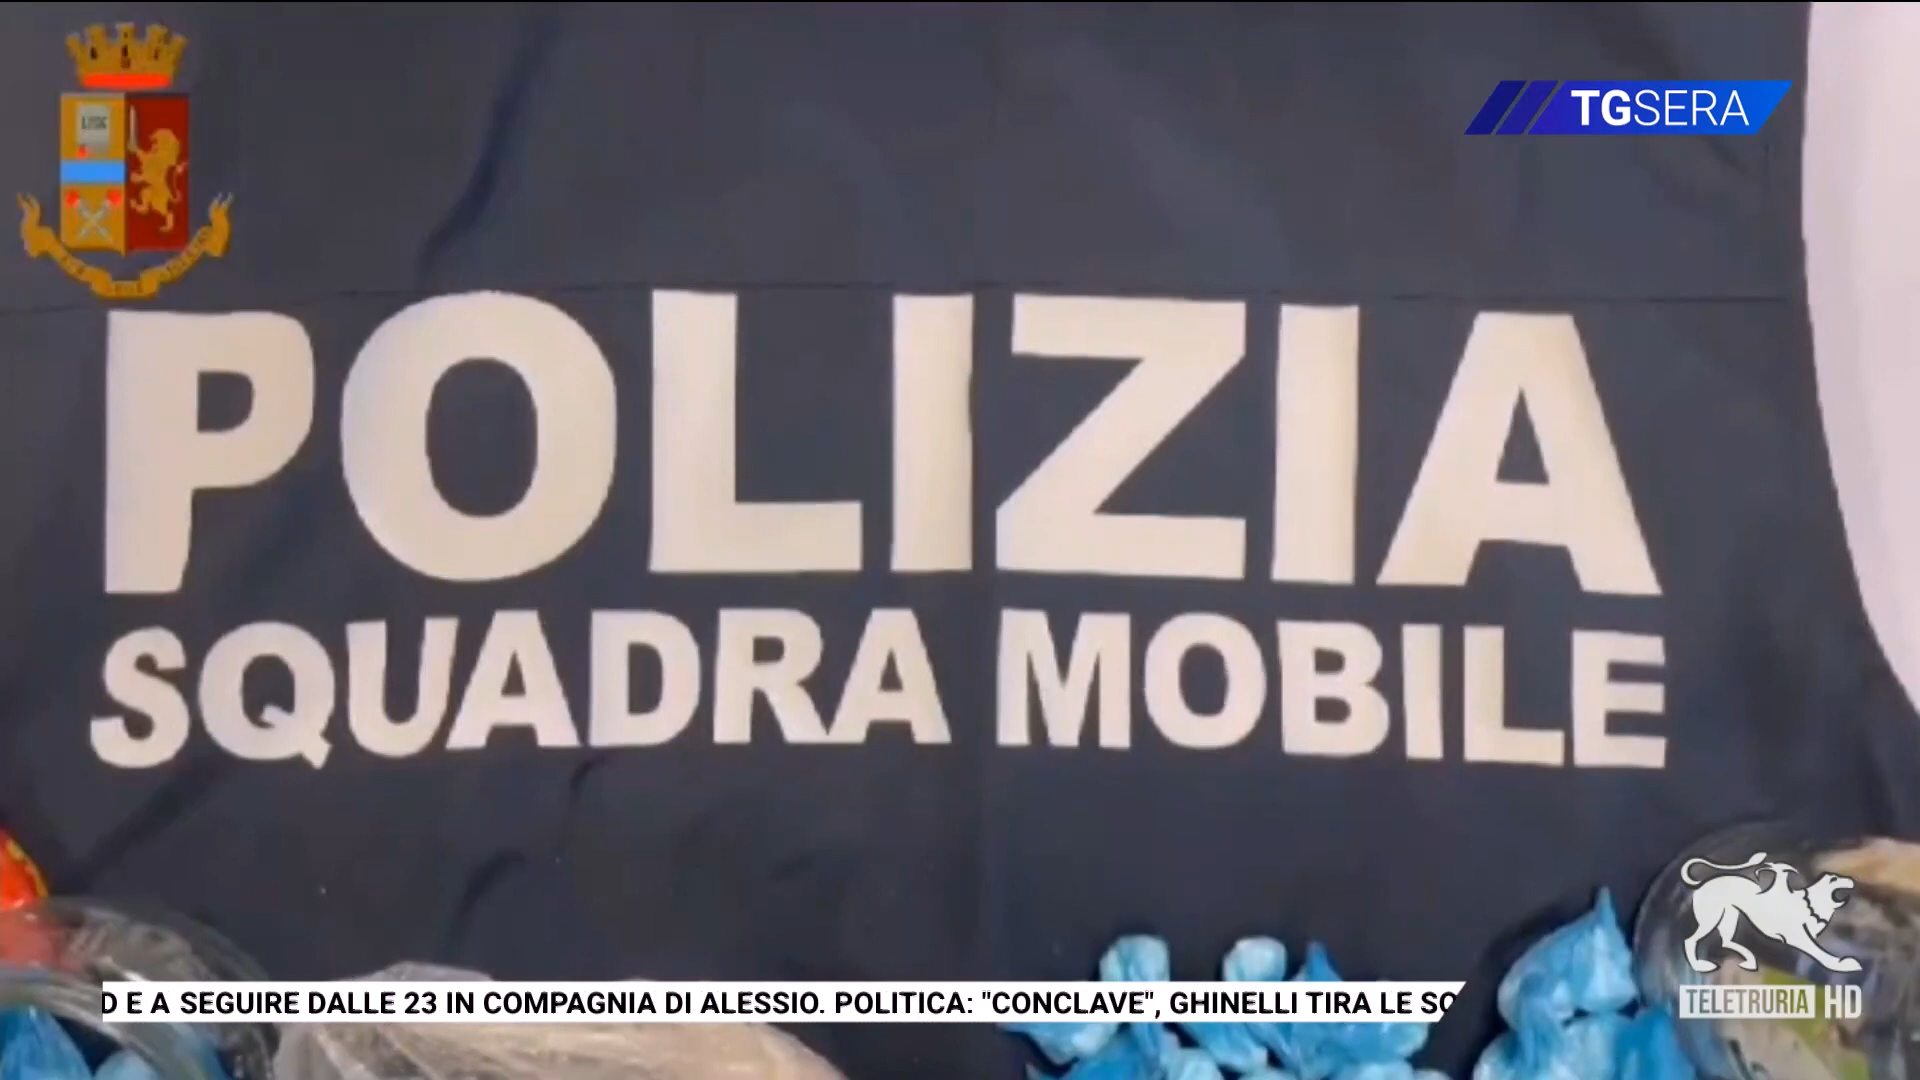 TGSERA
POLIZIA
SQUADRA MOBILE
D E A SEGUIRE DALLE 23 IN COMPAGNIA DI ALESSIO. POLITICA: "CONCLAVE", GHINELLI TIRA LE
TELETRURIA HD